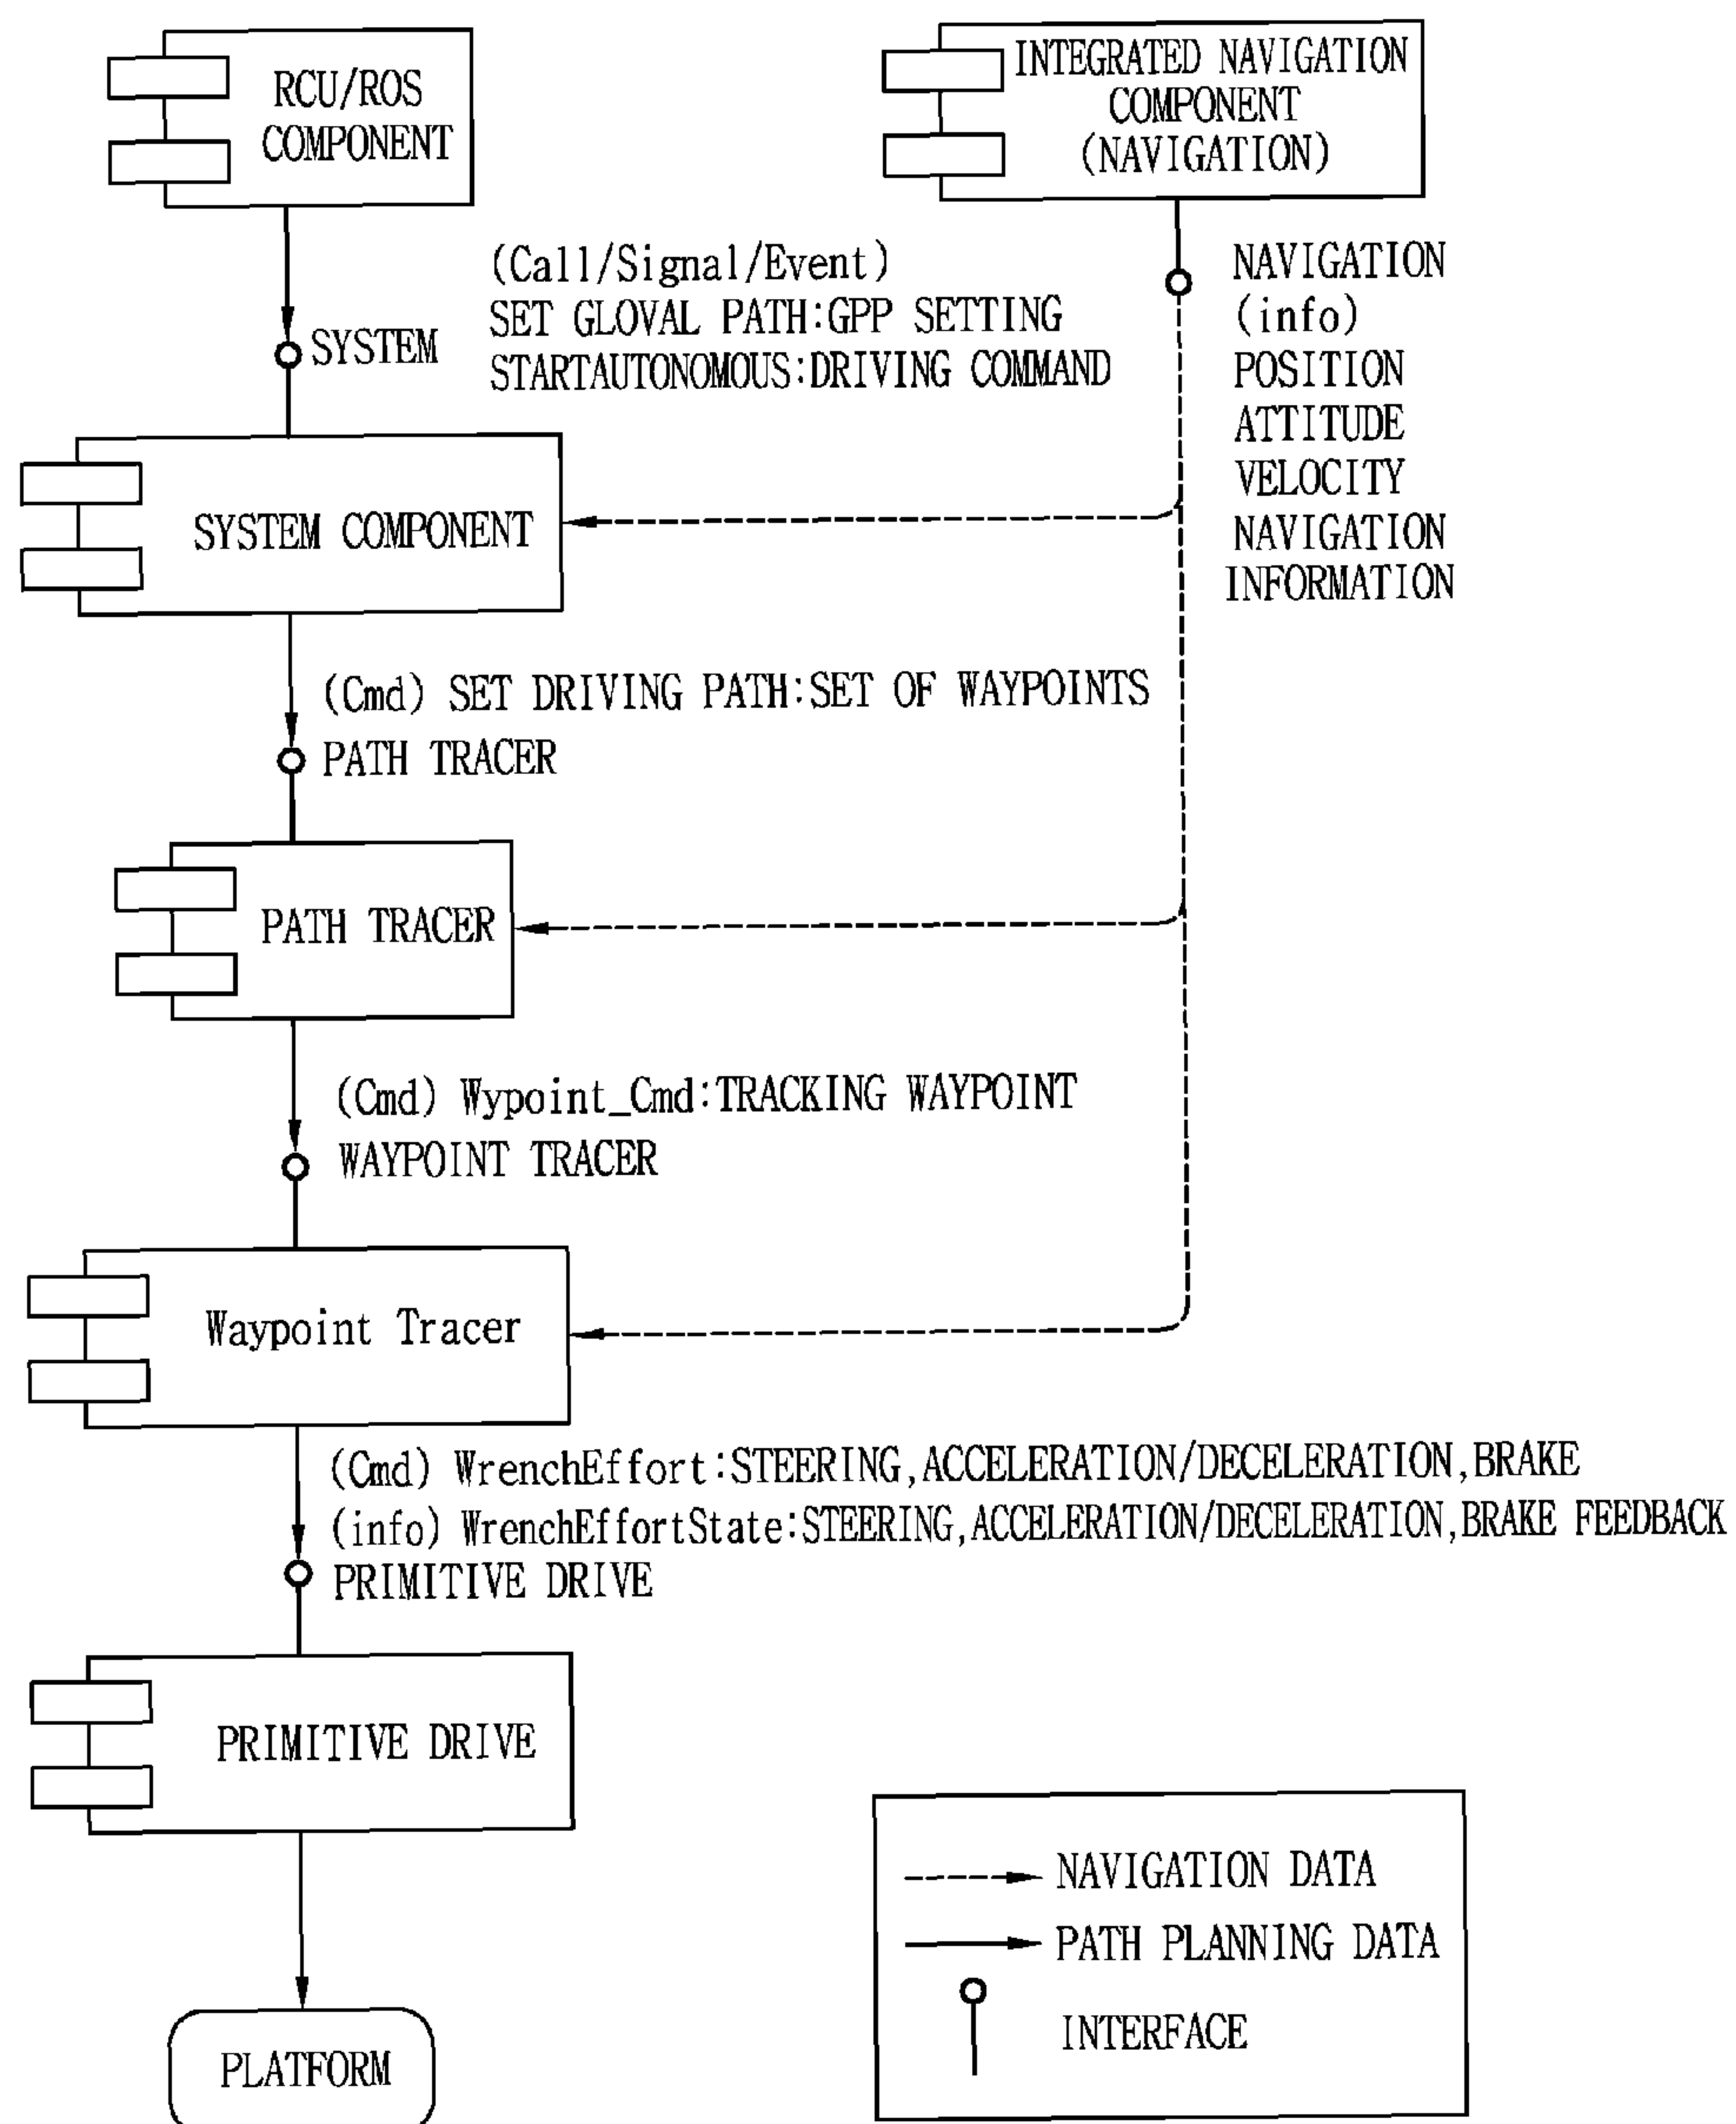 RCU/ROS
COMPONENT
INTEGRATED NAVIGATION
COMPONENT
(NAVIGATION)
(Call/Signal/Event)
SET GLOVAL PATH:GPP SETTING
STARTAUTONOMOUS:DRIVING COMMAND
SYSTEM
NAVIGATION
(info)
POSITION
ATTITUDE
VELOCITY
NAVIGATION
INFORMATION
SYSTEM COMPONENT
(Cmd) SET DRIVING PATH:SET OF WAYPOINTS
PATH TRACER
PATH TRACER
(Cmd) Wypoint_Cmd:TRACKING WAYPOINT
WAYPOINT TRACER
Waypoint Tracer
(Cmd) WrenchEffort:STEERING,ACCELERATION/DECELERATION,BRAKE
(info) WrenchEffortState:STEERING,ACCELERATION/DECELERATION,BRAKE FEEDBACK
PRIMITIVE DRIVE
PRIMITIVE DRIVE
PLATFORM
NAVIGATION DATA
PATH PLANNING DATA
INTERFACE